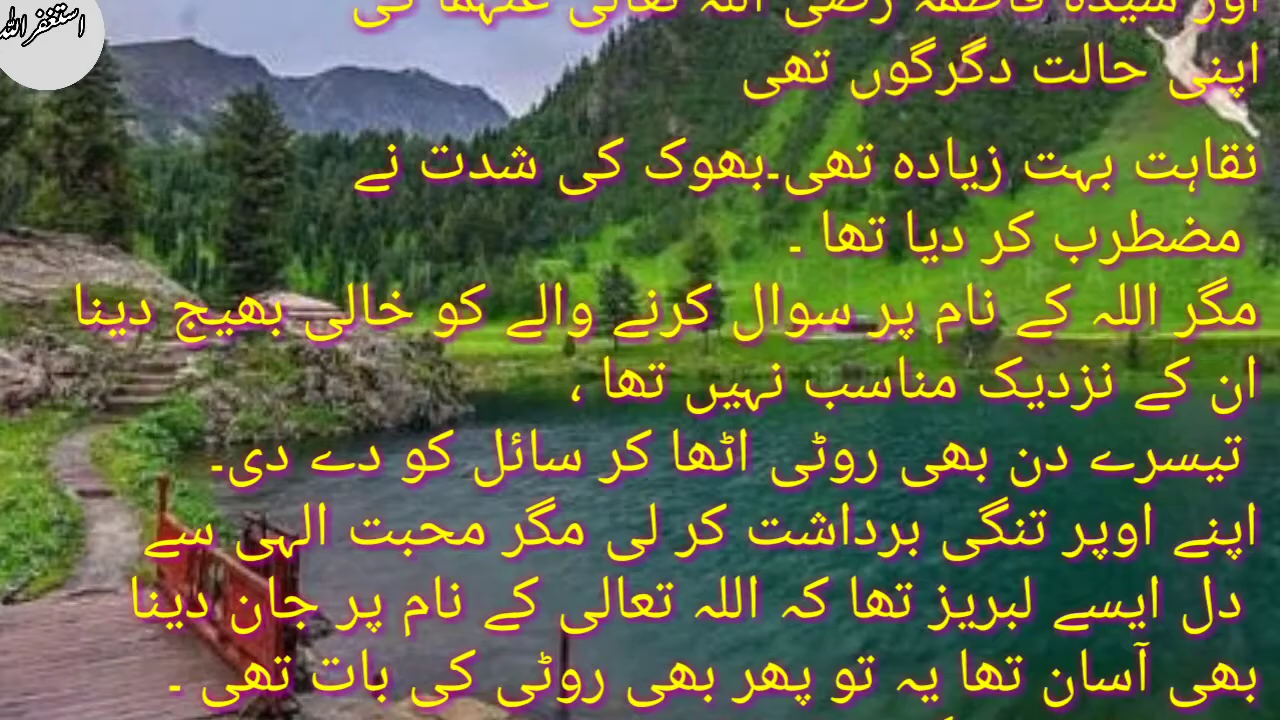 استغفر اللہ
اور سیدہ فاطمہ رضی اللہ تعالی عنہما کی
اپنی حالت دگرگوں تھی
نقاہت بہت زیادہ تھی۔بھوک کی شدت نے
مضطرب کر دیا تھا ۔
مگر اللہ کے نام پر سوال کرنے والے کو خالی بھیج دینا
ان کے نزدیک مناسب نہیں تھا ،
تیسرے دن بھی روٹی اٹھا کر سائل کو دے دی۔
اپنے اوپر تنگی برداشت کر لی مگر محبت الہی سے
دل ایسے لبریز تھا کہ اللہ تعالی کے نام پر جان دینا
بھی آسان تھا یہ تو پھر بھی روٹی کی بات تھی ۔